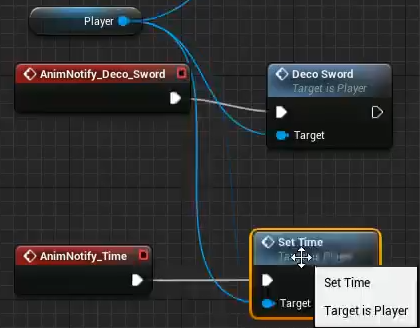 Player
AnimNotify_Deco_Sword
Deco Sword
Target is Player
Target
AnimNotify_Time
Set Time
Target is Player
Target
Set Time
Target is Player